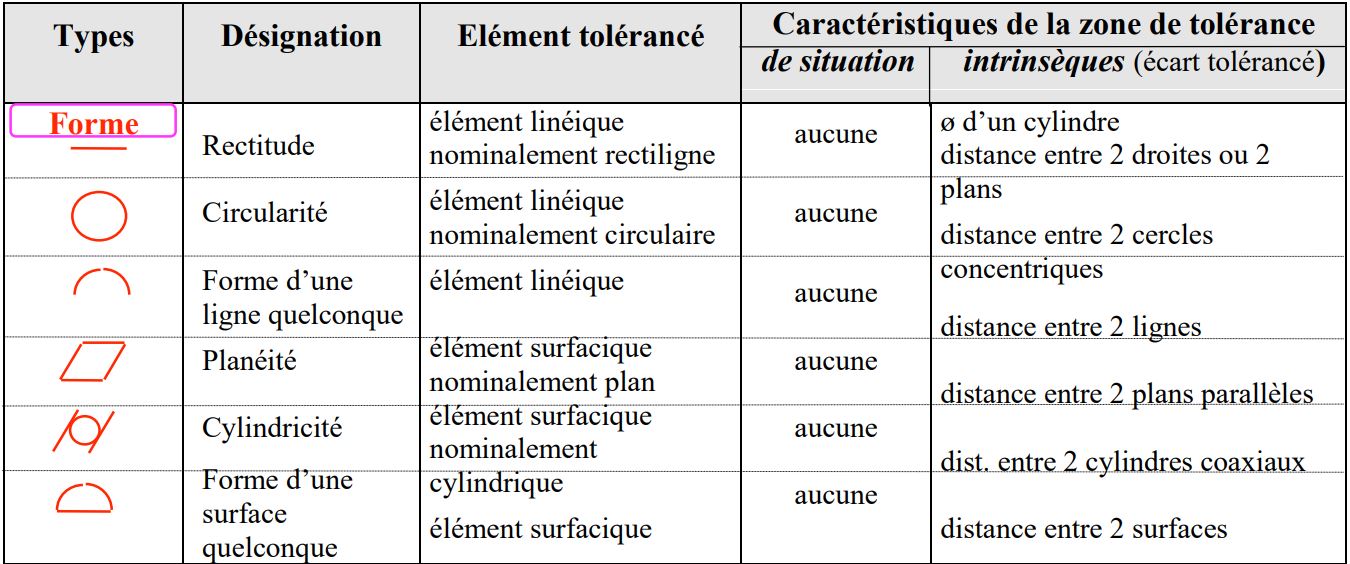 Types Désignation Elément tolérancé Caractéristiques de la zone de tolérance
de situation intrinsèques (écart tolérancé)
Forme
Rectitude
élément linéique
nominalement rectiligne
aucune
ø d’un cylindre
distance entre 2 droites ou 2
plans
Circularité
élément linéique
nominalement circulaire
aucune
distance entre 2 cercles
concentriques
Forme d’une
ligne quelconque
élément linéique
aucune
distance entre 2 lignes
Planéité
élément surfacique
nominalement plan
aucune
distance entre 2 plans parallèles
Cylindricité
élément surfacique
nominalement
cylindrique
aucune
dist. entre 2 cylindres coaxiaux
Forme d’une
surface
quelconque
élément surfacique
aucune
distance entre 2 surfaces